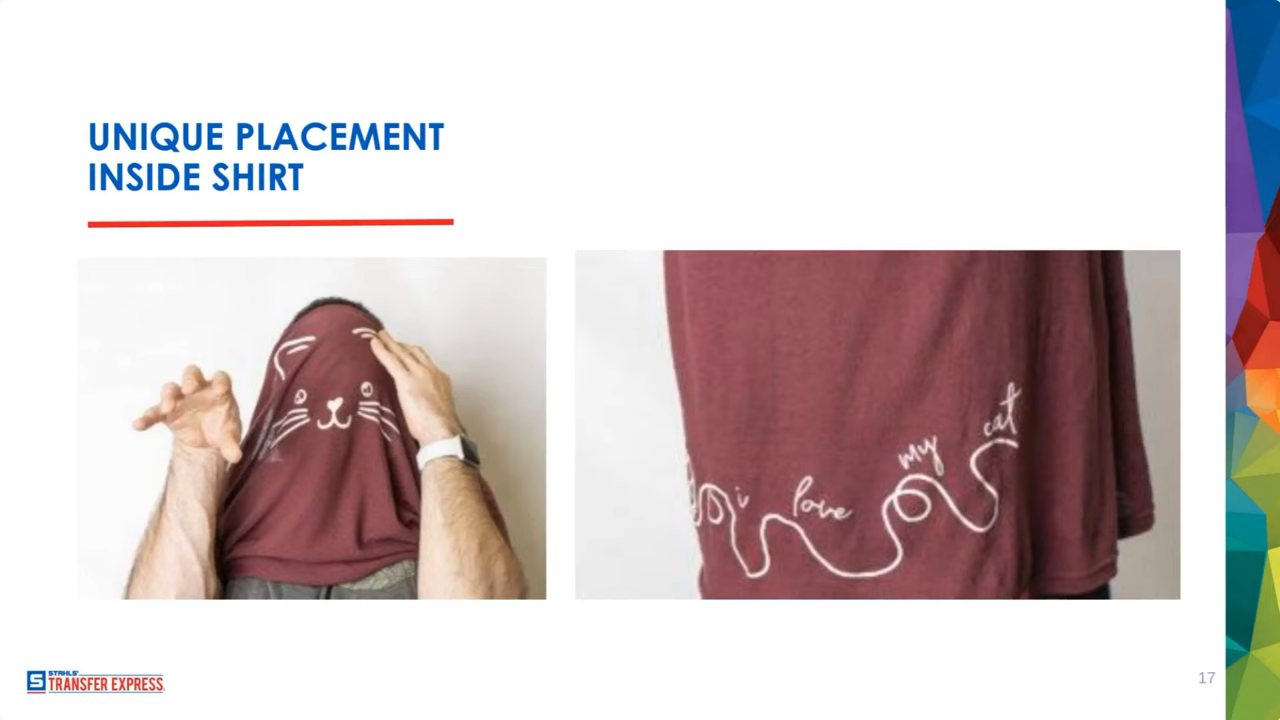 UNIQUE PLACEMENT
INSIDE SHIRT
i love my cat
STAHLS'
TRANSFER EXPRESS.
17